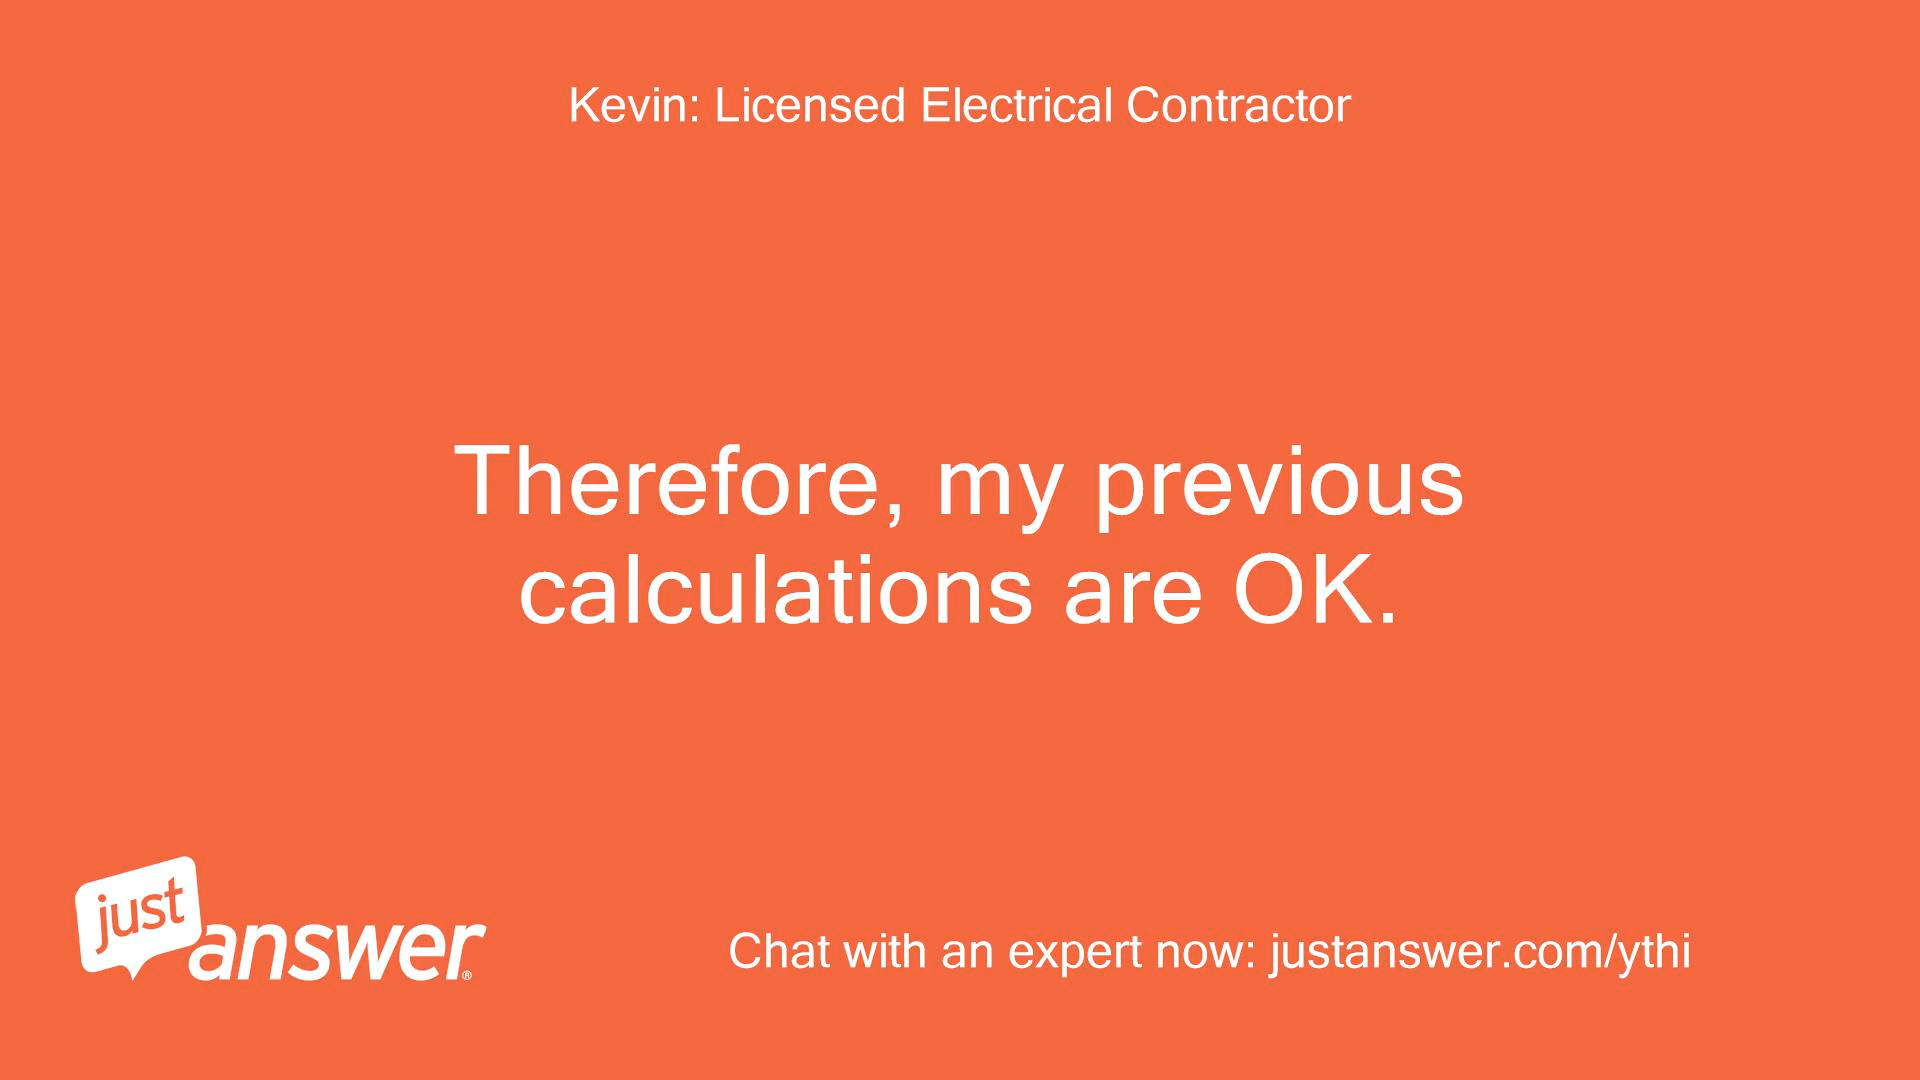 Kevin: Licensed Electrical Contractor
Therefore, my previous
calculations are OK.
just
answer®
Chat with an expert now: justanswer.com/ythi